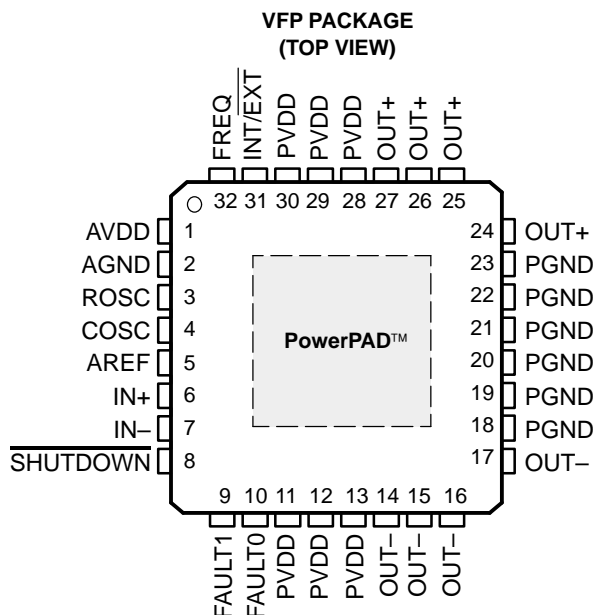 VFP PACKAGE
(TOP VIEW)
FREQ
INT/EXT
PVDD
PVDD
PVDD
OUT+
OUT+
OUT+
32 31 30 29 28 27 26 25
AVDD 1
AGND 2
ROSC 3
COSC 4
AREF 5
IN+ 6
IN– 7
SHUTDOWN 8
PowerPAD™
24 OUT+
23 PGND
22 PGND
21 PGND
20 PGND
19 PGND
18 PGND
17 OUT–
9 10 11 12 13 14 15 16
FAULT1
FAULT0
PVDD
PVDD
PVDD
OUT–
OUT–
OUT–